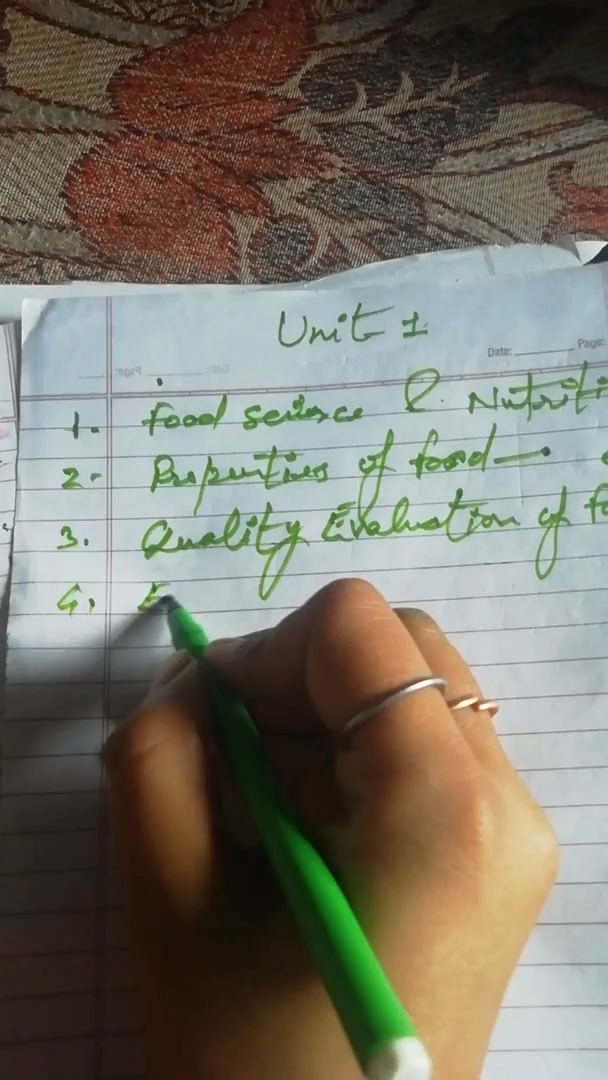 Unit 1
Date: Page:
1. food science & Nutriti
2. Properties of food
3. Quality Evaluation of fo
4.